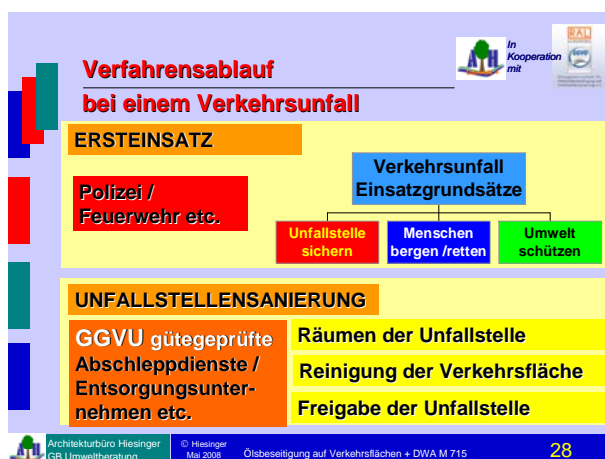 In
Kooperation
mit
RAL
GGVU
Verfahrensablauf
bei einem Verkehrsunfall
ERSTEINSATZ
Polizei /
Feuerwehr etc.
Verkehrsunfall
Einsatzgrundsätze
Unfallstelle
sichern
Menschen
bergen /retten
Umwelt
schützen
UNFALLSTELLENSANIERUNG
GGVU gütegeprüfte
Abschleppdienste /
Entsorgungsunter-
nehmen etc.
Räumen der Unfallstelle
Reinigung der Verkehrsfläche
Freigabe der Unfallstelle
Architekturbüro Hiesinger
GB Umweltberatung
© Hiesinger
Mai 2008
Ölsbeseitigung auf Verkehrsflächen + DWA M 715
28